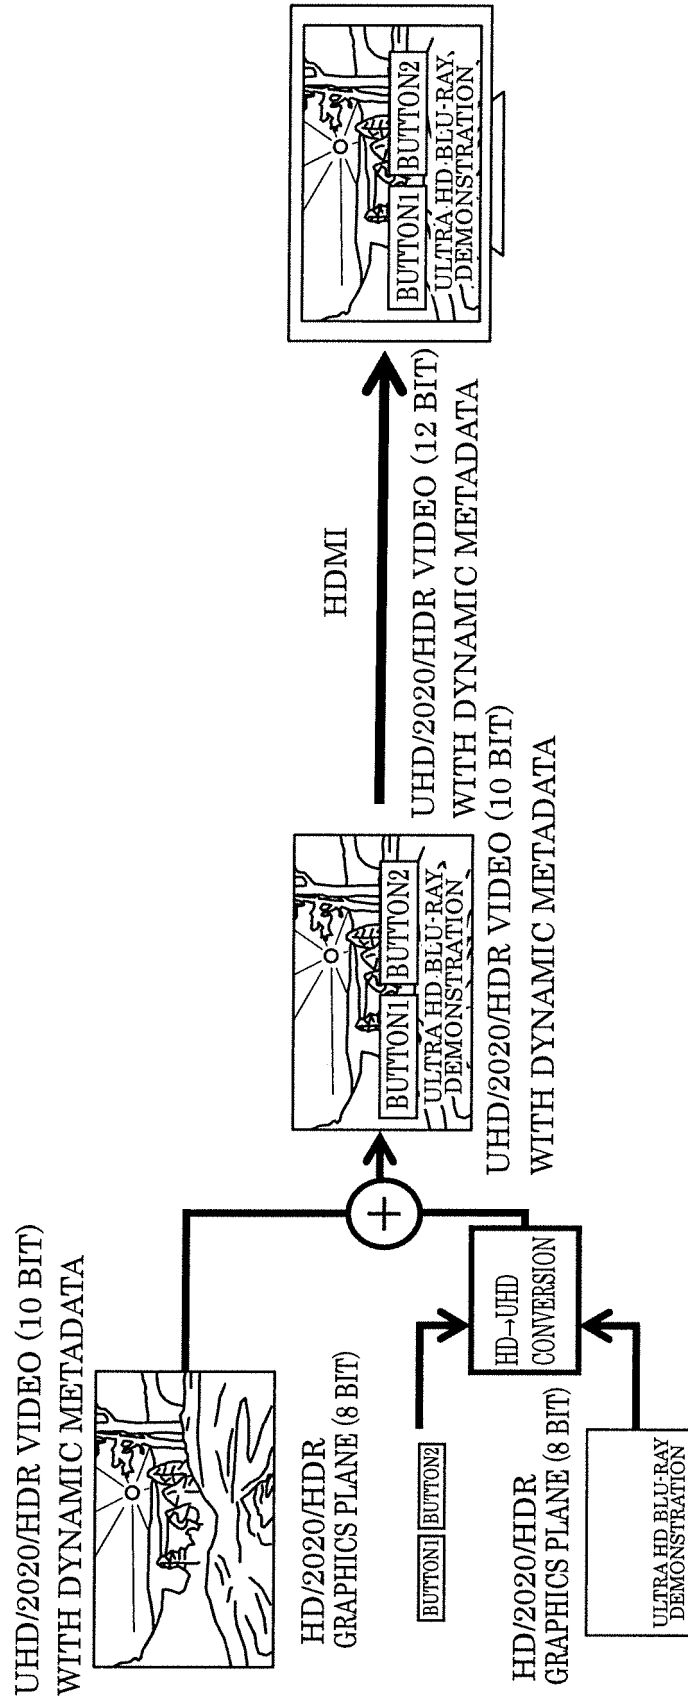 UHD/2020/HDR VIDEO (10 BIT)
WITH DYNAMIC METADATA
HD/2020/HDR
GRAPHICS PLANE (8 BIT)
BUTTON1 BUTTON2
HD/2020/HDR
GRAPHICS PLANE (8 BIT)
ULTRA HD BLU-RAY
DEMONSTRATION
HD→UHD
CONVERSION
+
BUTTON1 BUTTON2
ULTRA HD BLU-RAY
DEMONSTRATION
UHD/2020/HDR VIDEO (10 BIT)
WITH DYNAMIC METADATA
HDMI
UHD/2020/HDR VIDEO (12 BIT)
WITH DYNAMIC METADATA
BUTTON1 BUTTON2
ULTRA HD BLU-RAY
DEMONSTRATION